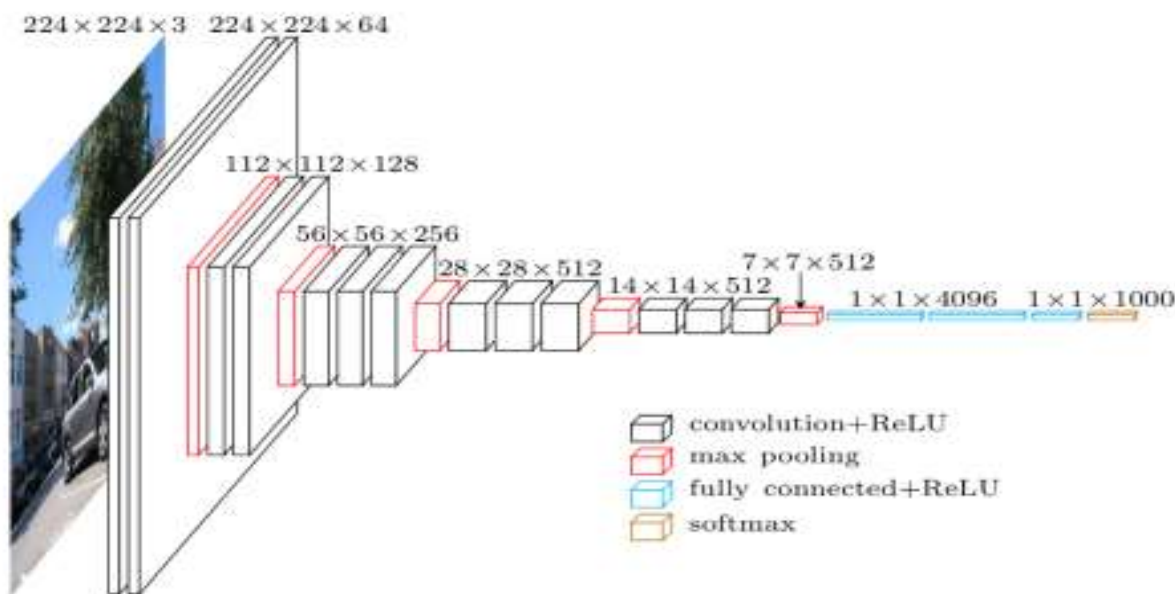 224×224×3
224×224×64
112×112×128
56×56×256
28×28×512
14×14×512
7×7×512
1×1×4096
1×1×1000
convolution+ReLU
max pooling
fully connected+ReLU
softmax